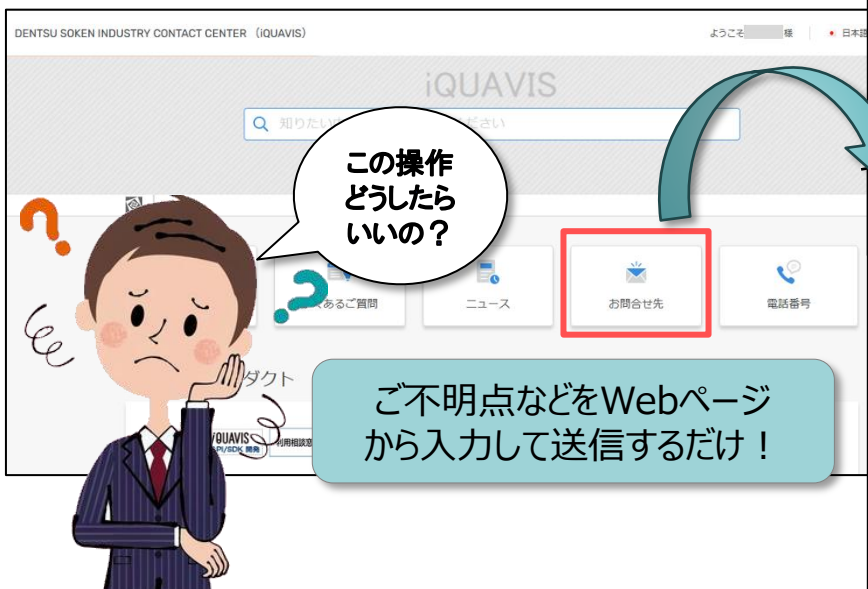 DENTSU SOKEN INDUSTRY CONTACT CENTER (iQUAVIS)
ようこそ 様
日本語
iQUAVIS
知りたい
ださい
この操作
どうしたら
いいの？
あるご質問
ニュース
お問合せ先
電話番号
ダクト
iQUAVIS
API/SDK 開発
利用相談窓
ご不明点などをWebページ
から入力して送信するだけ！